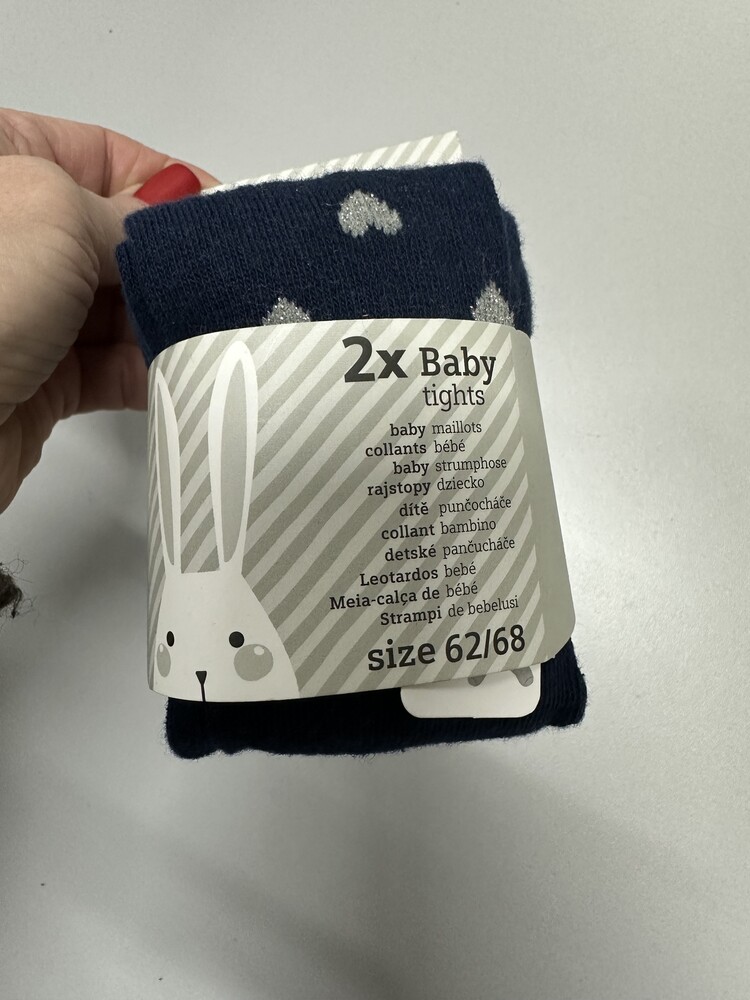 2x Baby
tights
baby maillots
collants bébé
baby strumphose
rajstopy dziecko
dítě punčocháče
collant bambino
detské pančucháče
Leotardos bebé
Meia-calça de bébé
Strampi de bebelusi
size 62/68